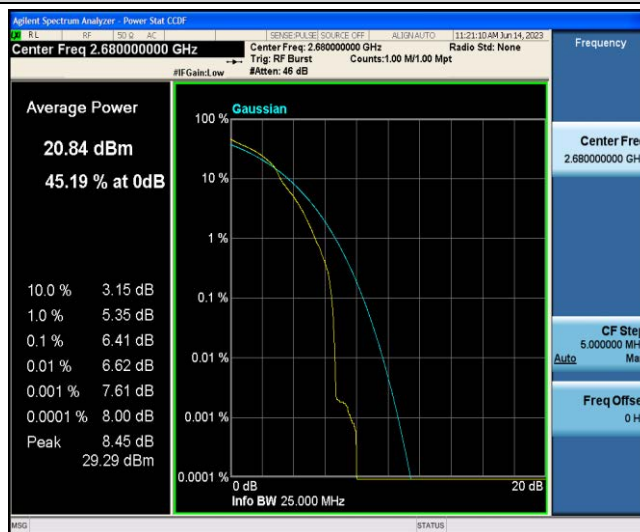 Agilent Spectrum Analyzer - Power Stat CCDF
RL RF 50 Ω AC SENSE:PULSE SOURCE OFF ALIGNAUTO 11:21:10 AM Jun 14, 2023
Center Freq 2.680000000 GHz
Center Freq: 2.680000000 GHz Radio Std: None
Trig: RF Burst Counts:1.00 M/1.00 Mpt
#IFGain:Low #Atten: 46 dB
Frequency
Average Power
20.84 dBm
45.19 % at 0dB
10.0 % 3.15 dB
1.0 % 5.35 dB
0.1 % 6.41 dB
0.01 % 6.62 dB
0.001 % 7.61 dB
0.0001 % 8.00 dB
Peak 8.45 dB
29.29 dBm
Gaussian
100 %
10 %
1 %
0.1 %
0.01 %
0.001 %
0.0001 %
0 dB 20 dB
Info BW 25.000 MHz
Center Fre
2.680000000 GH
CF Step
5.000000 MH
Auto Ma
Freq Offse
0 H
MSG STATUS